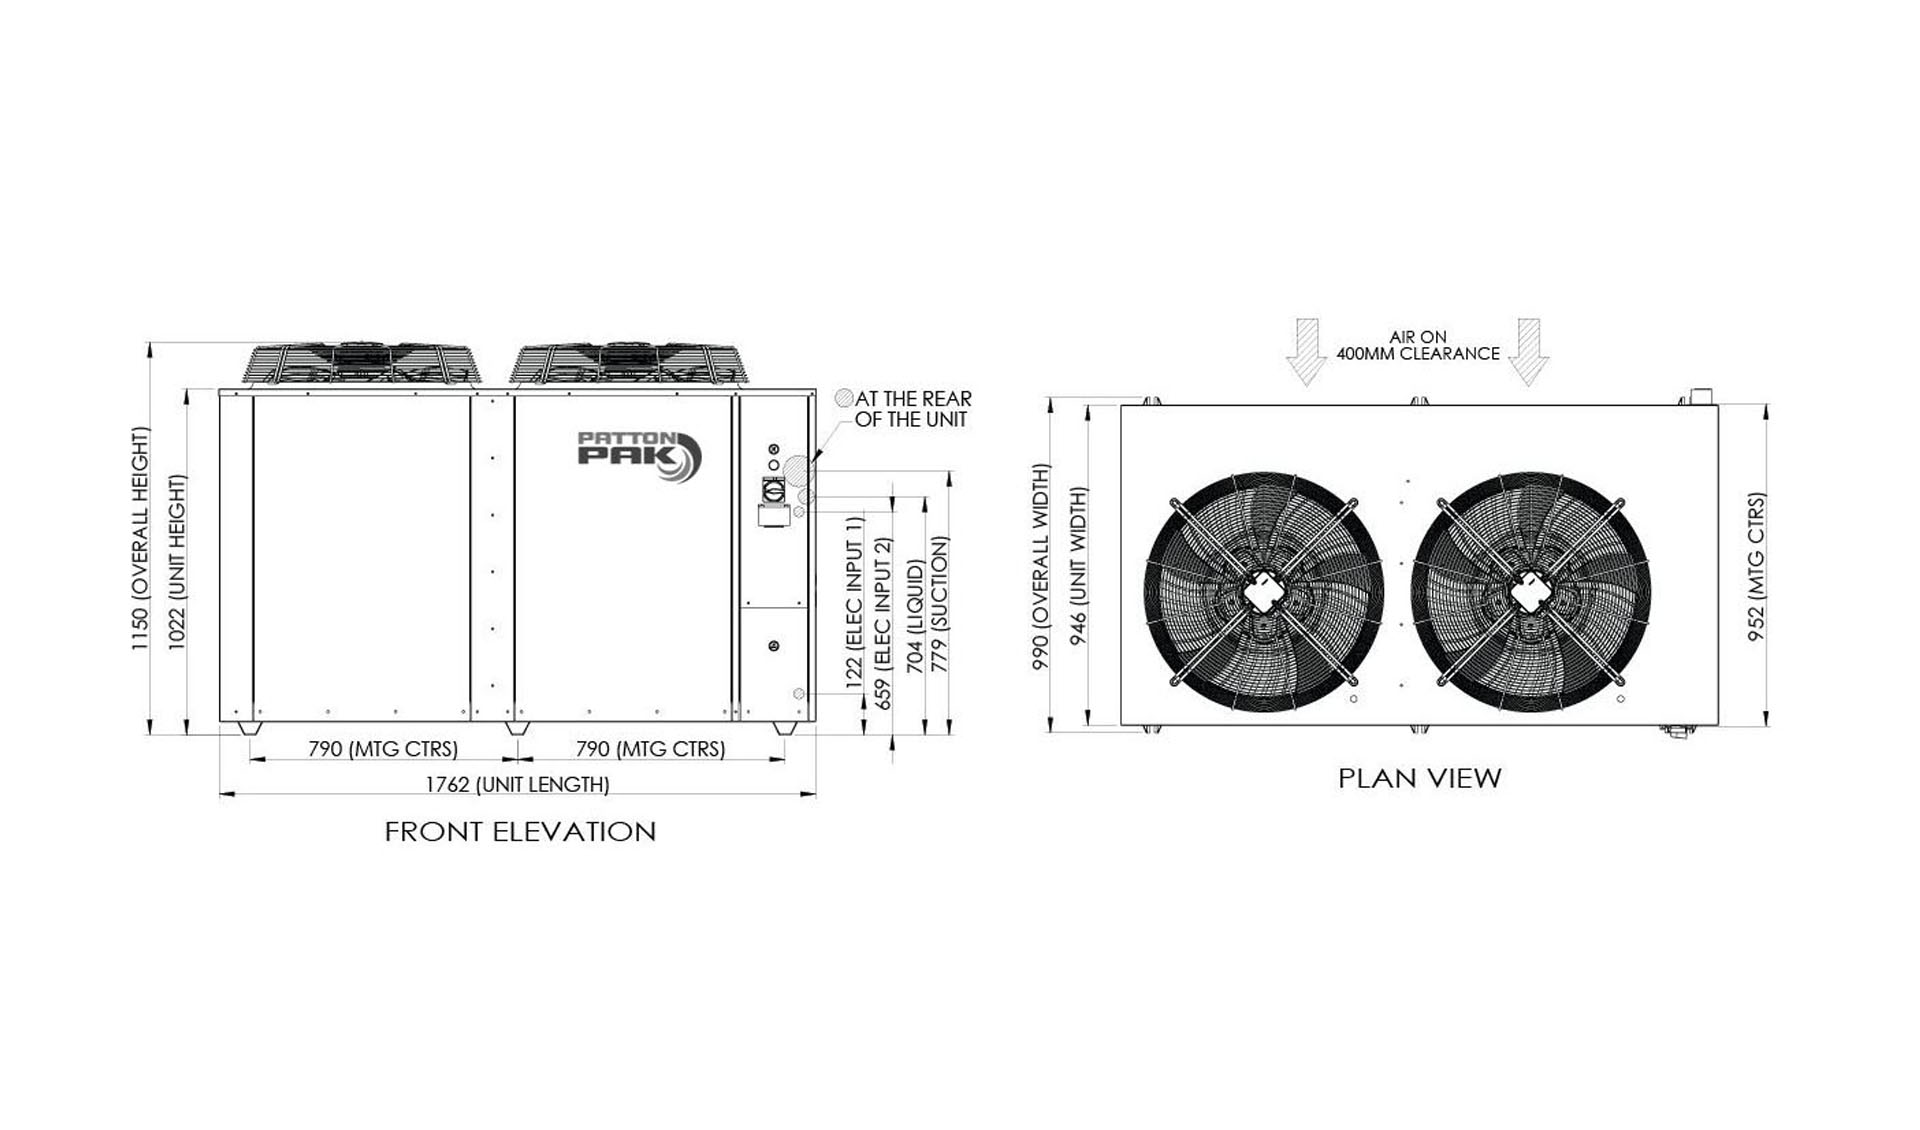 1150 (OVERALL HEIGHT)
1022 (UNIT HEIGHT)
PATTON
PAK
AT THE REAR
OF THE UNIT
122 (ELEC INPUT 1)
659 (ELEC INPUT 2)
704 (LIQUID)
779 (SUCTION)
790 (MTG CTRS)
790 (MTG CTRS)
1762 (UNIT LENGTH)
FRONT ELEVATION
AIR ON
400MM CLEARANCE
990 (OVERALL WIDTH)
946 (UNIT WIDTH)
952 (MTG CTRS)
PLAN VIEW